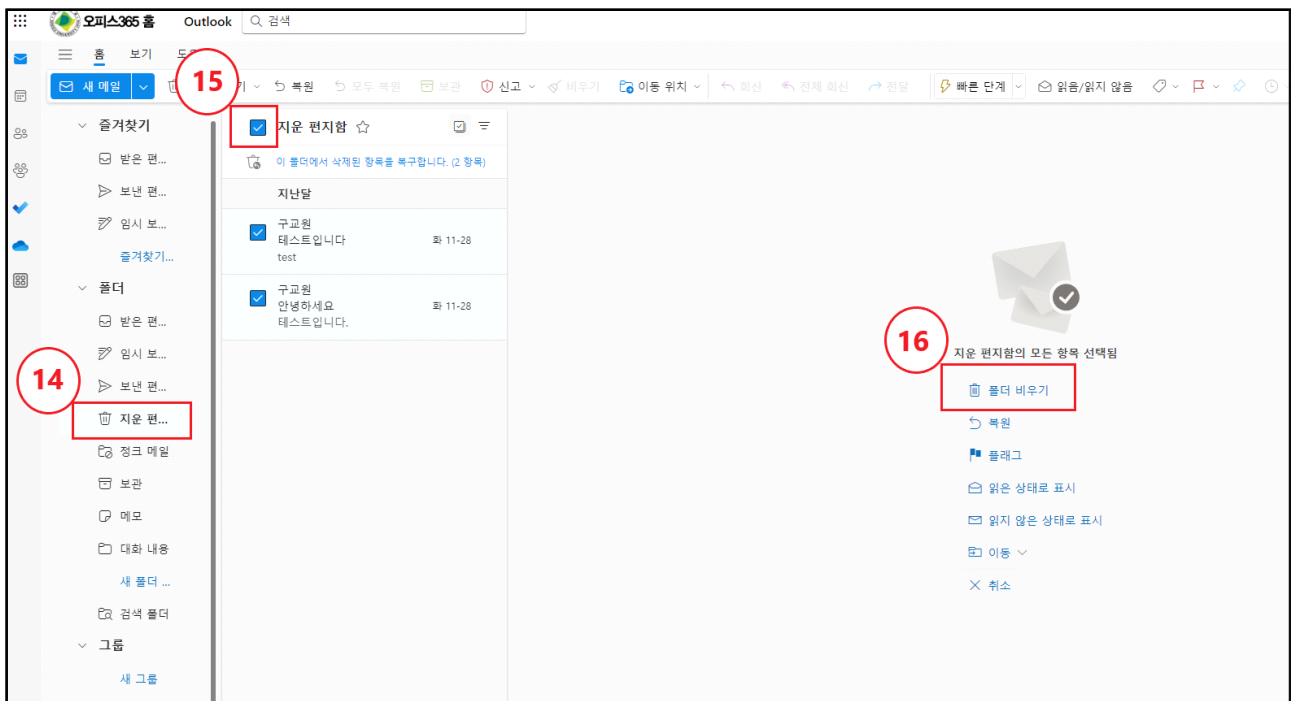 오피스365 홈 Outlook 검색
홈 보기
15
새 메일 복원 모두 복원 보관 신고 비우기 이동 위치 회신 전체 회신 전달 빠른 단계 읽음/읽지 않음
즐겨찾기
받은 편...
보낸 편...
임시 보...
즐겨찾기...
폴더
받은 편...
임시 보...
14
보낸 편...
지운 편...
정크 메일
보관
메모
대화 내용
새 폴더 ...
검색 폴더
그룹
새 그룹
지운 편지함
이 폴더에서 삭제된 항목을 복구합니다. (2 항목)
지난달
구교원
테스트입니다 화 11-28
test
구교원
안녕하세요 화 11-28
테스트입니다.
16
지운 편지함의 모든 항목 선택됨
폴더 비우기
복원
플래그
읽은 상태로 표시
읽지 않은 상태로 표시
이동
취소